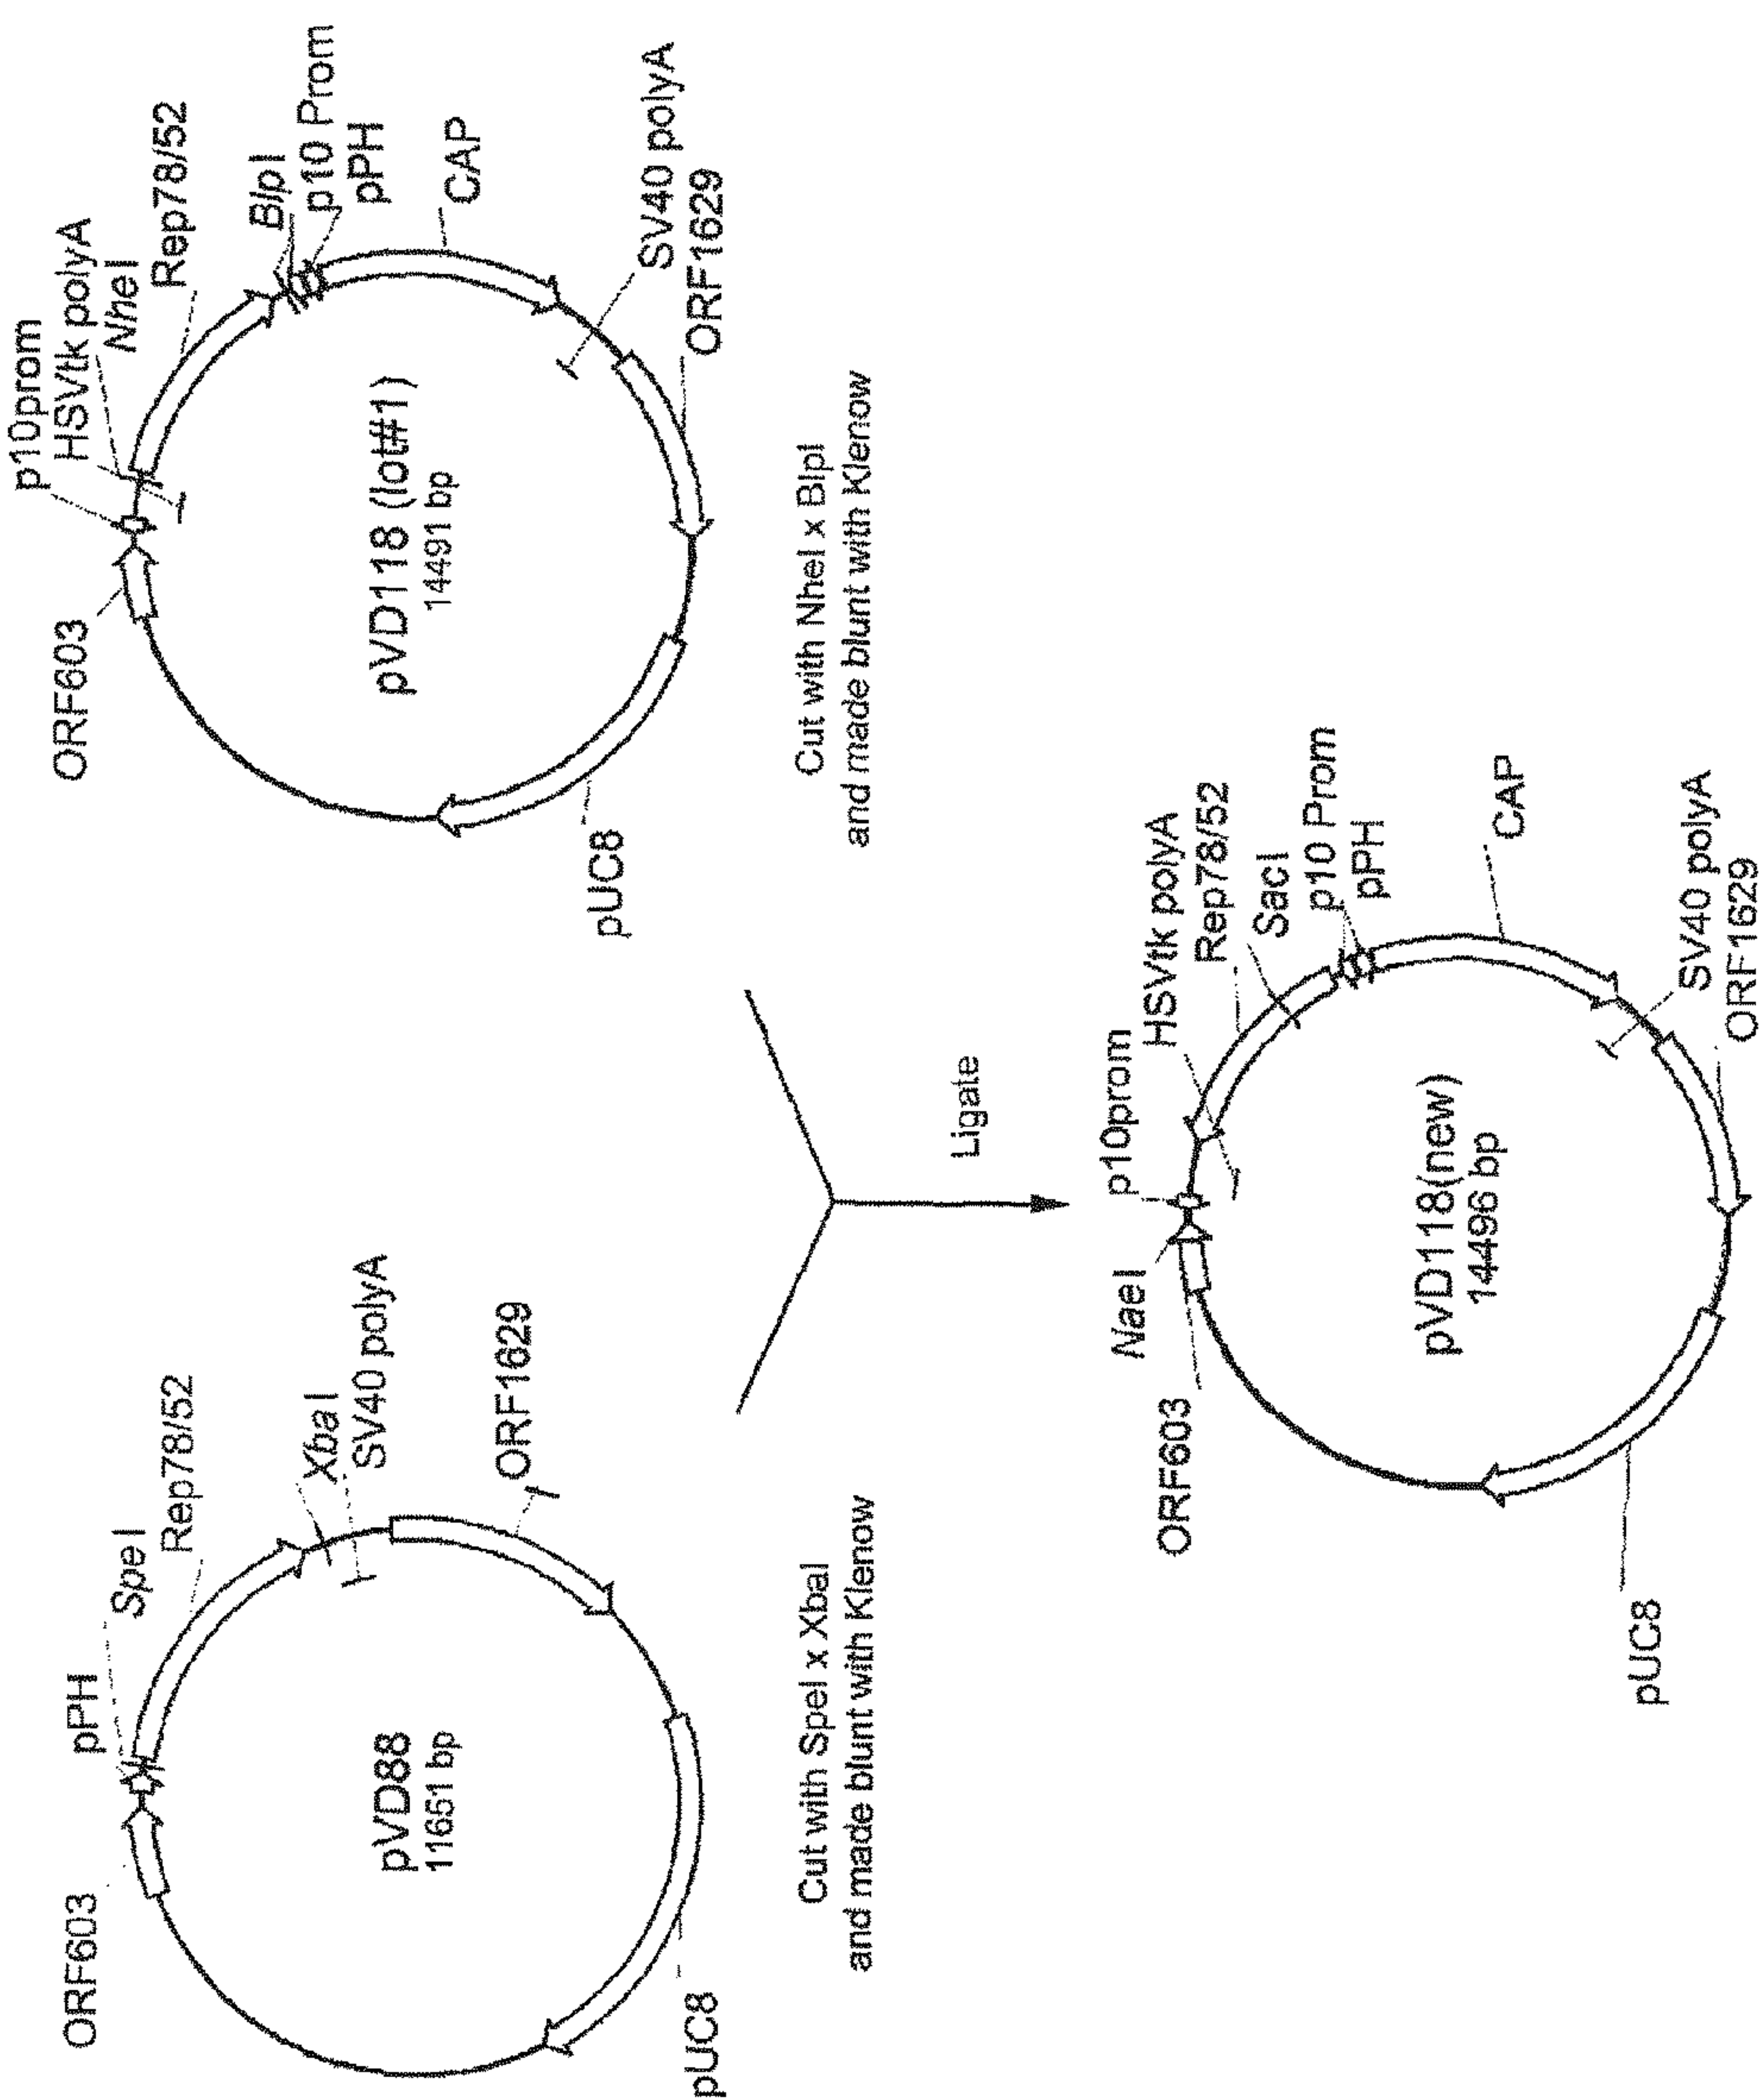 ORF603
pPH
SpeI
Rep78/52
XbaI
SV40 polyA
ORF1629
pVD88
11651 bp
pUC8
Cut with SpeI x XbaI
and made blunt with Klenow
ORF603
p10prom
HSVtk polyA
NheI
Rep78/52
BlpI
p10 Prom
pPH
CAP
SV40 polyA
ORF1629
pVD118 (lot#1)
14491 bp
pUC8
Cut with NheI x BlpI
and made blunt with Klenow
Ligate
ORF603
NaeI
p10prom
HSVtk polyA
Rep78/52
SacI
p10 Prom
pPH
CAP
SV40 polyA
ORF1629
pVD118(new)
14496 bp
pUC8